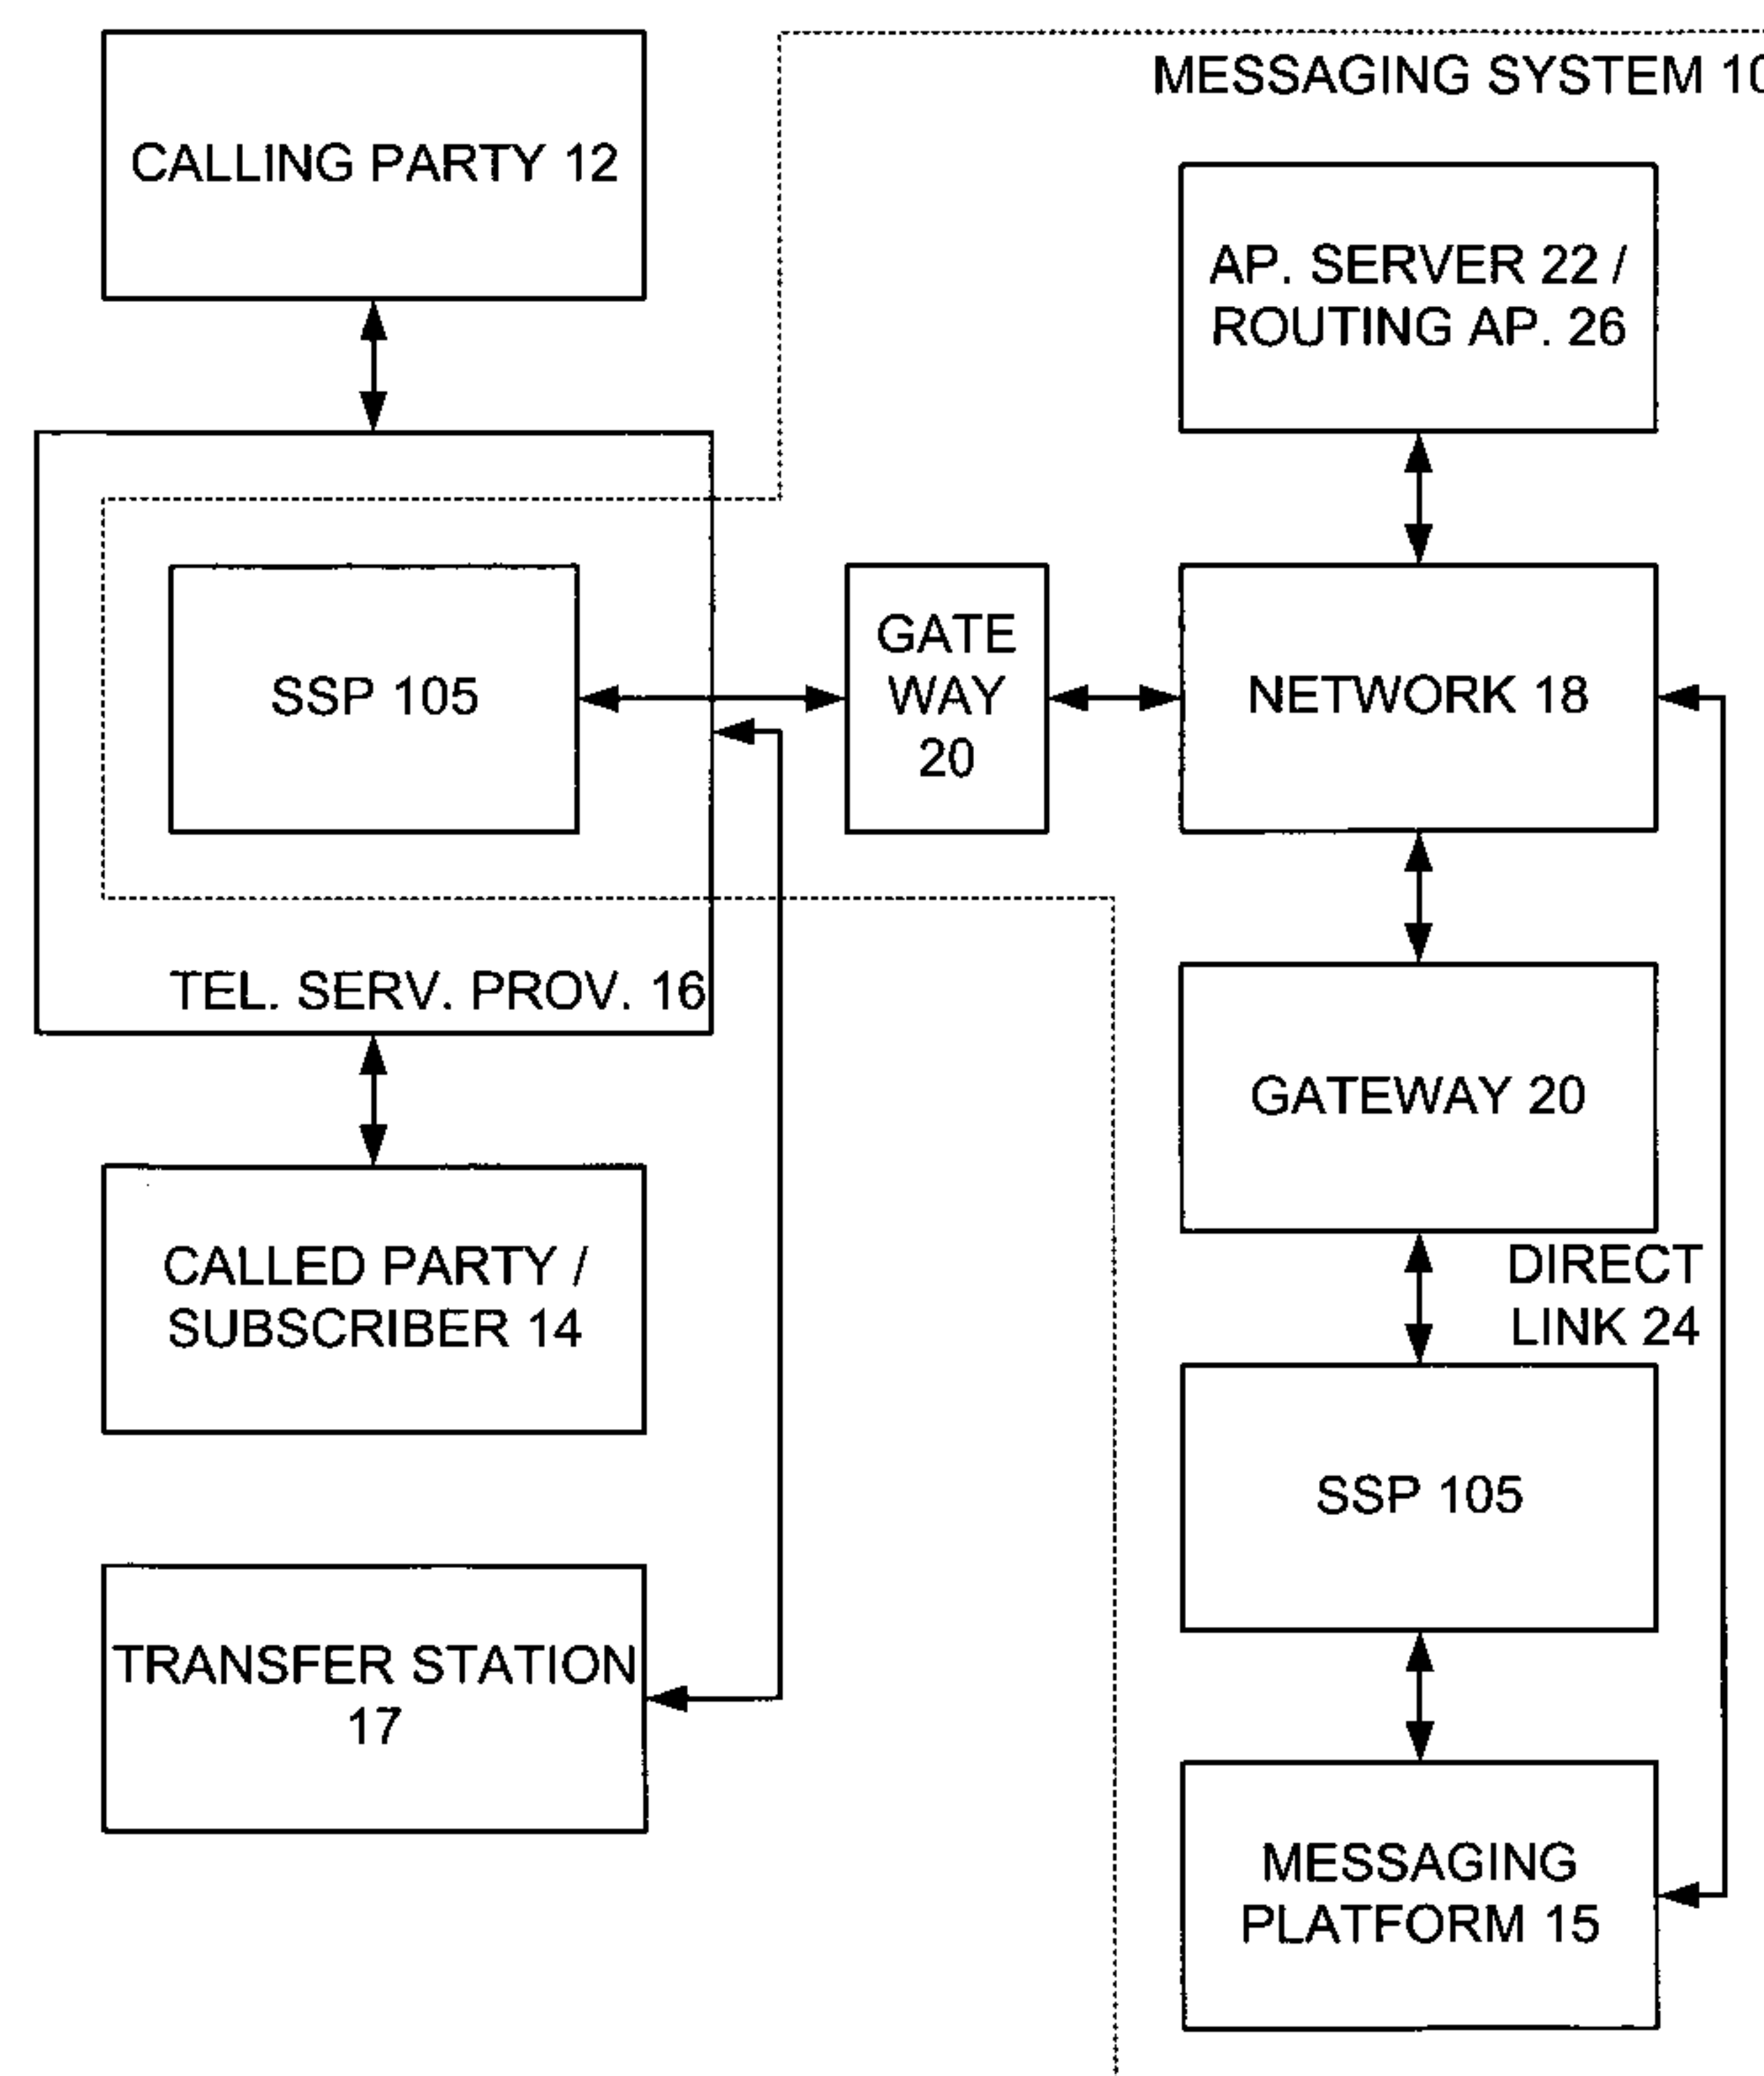 MESSAGING SYSTEM 10
CALLING PARTY 12
AP. SERVER 22 /
ROUTING AP. 26
SSP 105
GATE
WAY
20
NETWORK 18
TEL. SERV. PROV. 16
GATEWAY 20
CALLED PARTY /
SUBSCRIBER 14
DIRECT
LINK 24
SSP 105
TRANSFER STATION
17
MESSAGING
PLATFORM 15